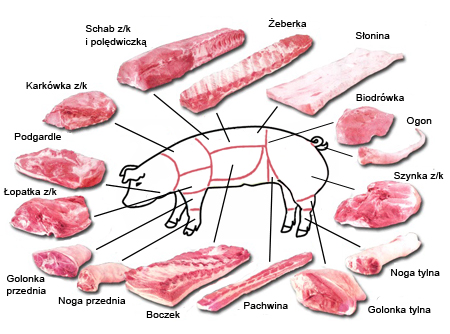 Schab z/k
i polędwiczką
Żeberka
Słonina
Karkówka z/k
Biodrówka
Ogon
Podgardle
Szynka z/k
Łopatka z/k
Golonka
przednia
Noga przednia
Boczek
Pachwina
Noga tylna
Golonka tylna